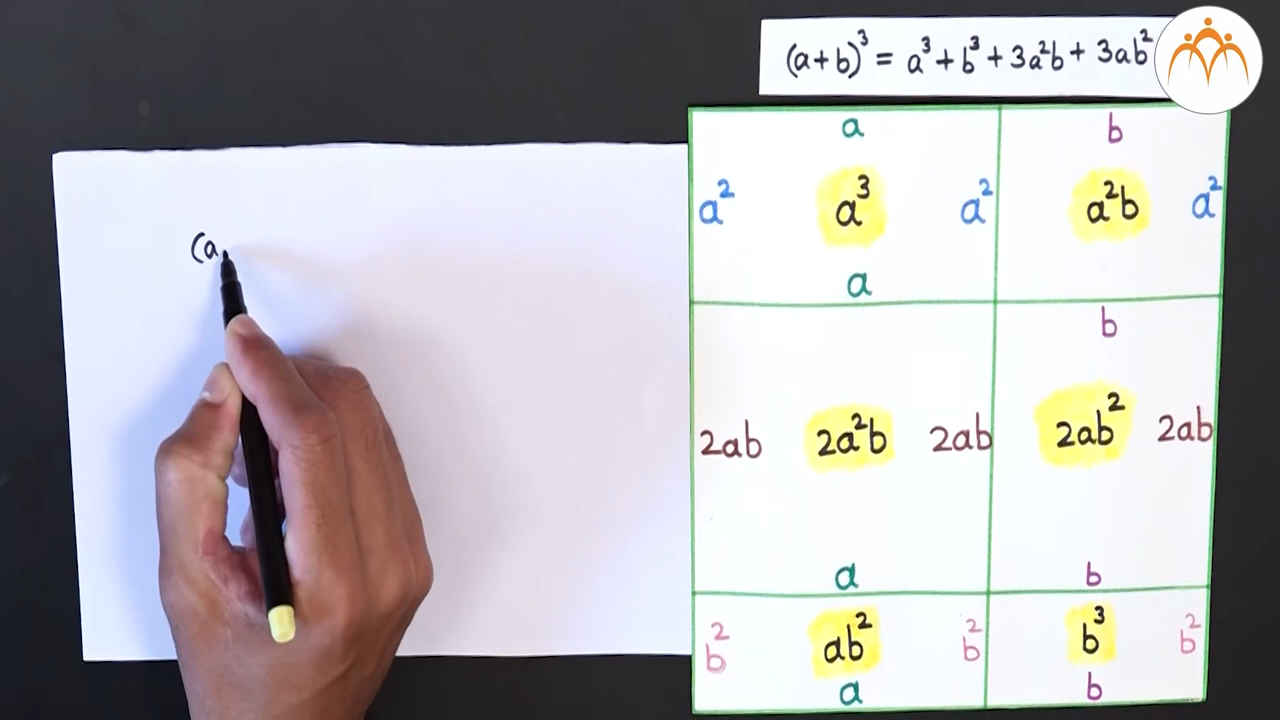 (a+b)³ = a³ + b³ + 3a²b + 3ab²
(a
a b
a² a³ a² a²b a²
a
b
2ab 2a²b 2ab 2ab² 2ab
a b
b² ab² b² b³ b²
a b